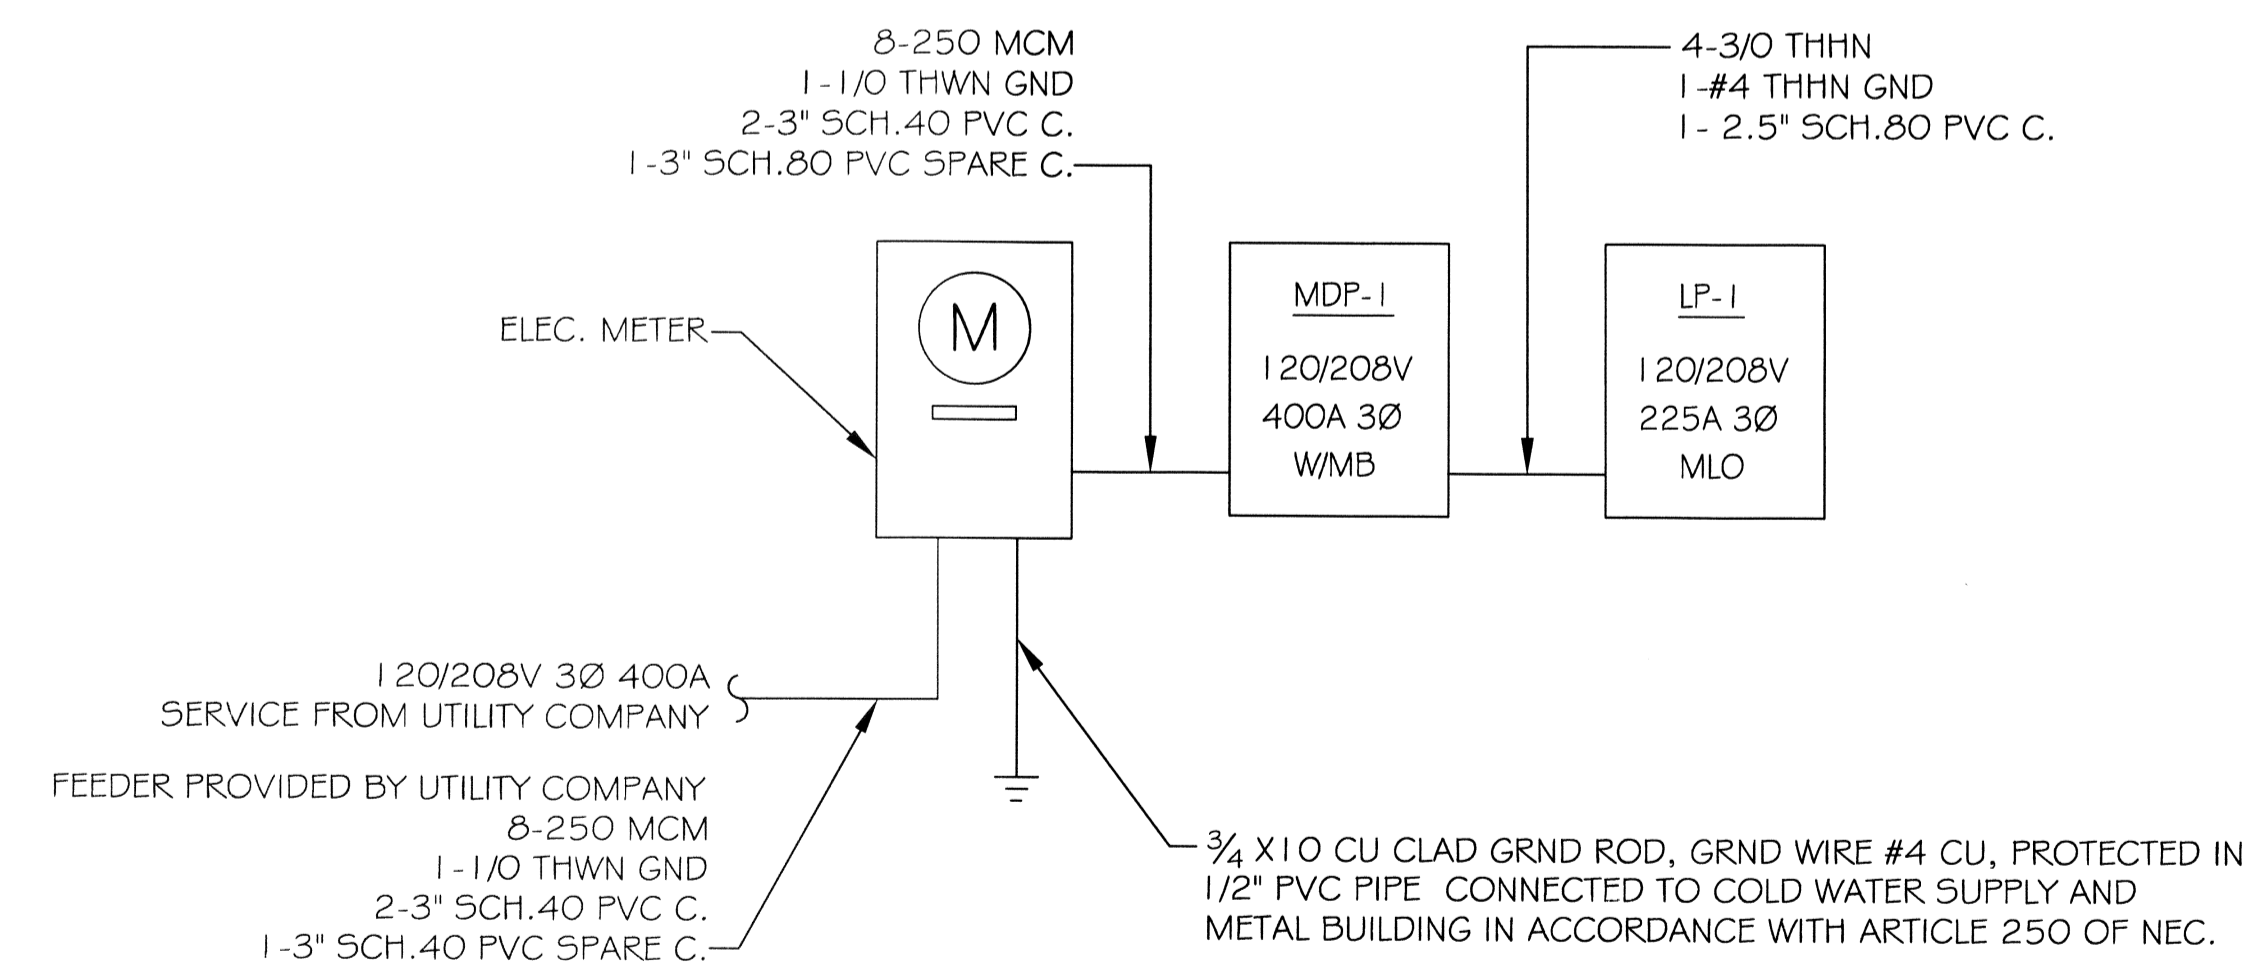 8-250 MCM
1-1/0 THWN GND
2-3" SCH.40 PVC C.
1-3" SCH.80 PVC SPARE C.
4-3/0 THHN
1-#4 THHN GND
1- 2.5" SCH.80 PVC C.
ELEC. METER
M
MDP-1
120/208V
400A 3Ø
W/MB
LP-1
120/208V
225A 3Ø
MLO
120/208V 3Ø 400A
SERVICE FROM UTILITY COMPANY
FEEDER PROVIDED BY UTILITY COMPANY
8-250 MCM
1-1/0 THWN GND
2-3" SCH.40 PVC C.
1-3" SCH.40 PVC SPARE C.
3/4 X10 CU CLAD GRND ROD, GRND WIRE #4 CU, PROTECTED IN
1/2" PVC PIPE CONNECTED TO COLD WATER SUPPLY AND
METAL BUILDING IN ACCORDANCE WITH ARTICLE 250 OF NEC.